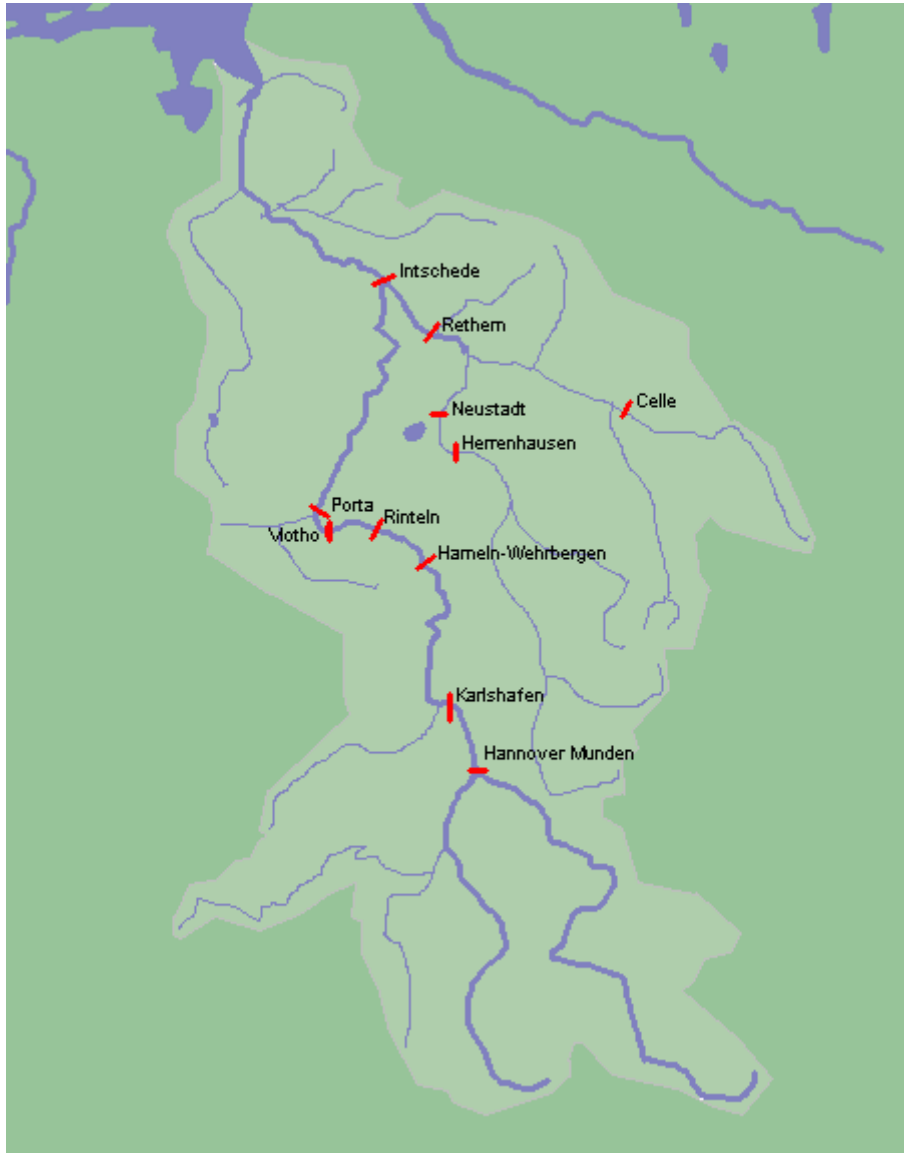 Intschede
Rethem
Celle
Neustadt
Herrenhausen
Porta
Rinteln
Vlotho
Hameln-Wehrbergen
Karlshafen
Hannover Munden